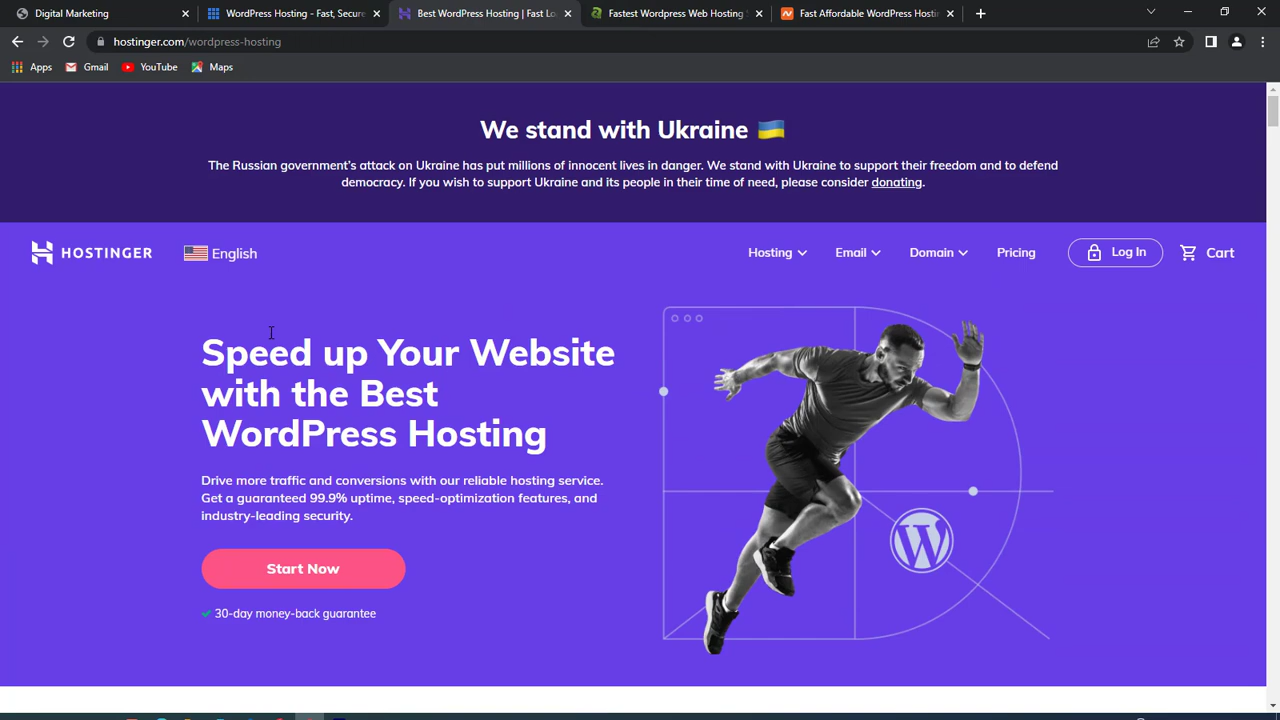 Digital Marketing
WordPress Hosting - Fast, Secure
Best WordPress Hosting | Fast Lo
Fastest Wordpress Web Hosting S
Fast Affordable WordPress Hostin
hostinger.com/wordpress-hosting
Apps
Gmail
YouTube
Maps
We stand with Ukraine
The Russian government's attack on Ukraine has put millions of innocent lives in danger. We stand with Ukraine to support their freedom and to defend
democracy. If you wish to support Ukraine and its people in their time of need, please consider donating.
HOSTINGER
English
Hosting
Email
Domain
Pricing
Log In
Cart
Speed up Your Website
with the Best
WordPress Hosting
Drive more traffic and conversions with our reliable hosting service.
Get a guaranteed 99.9% uptime, speed-optimization features, and
industry-leading security.
Start Now
30-day money-back guarantee